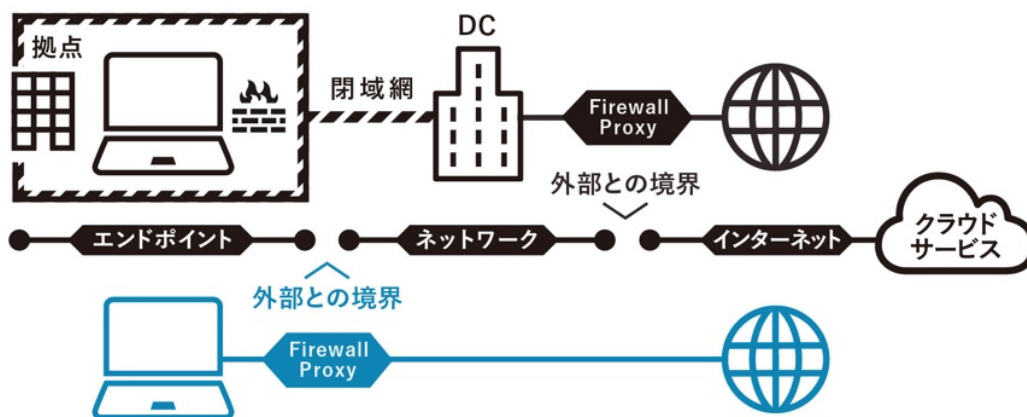 DC
拠点
閉域網
Firewall
Proxy
外部との境界
エンドポイント
ネットワーク
インターネット
クラウド
サービス
外部との境界
Firewall
Proxy